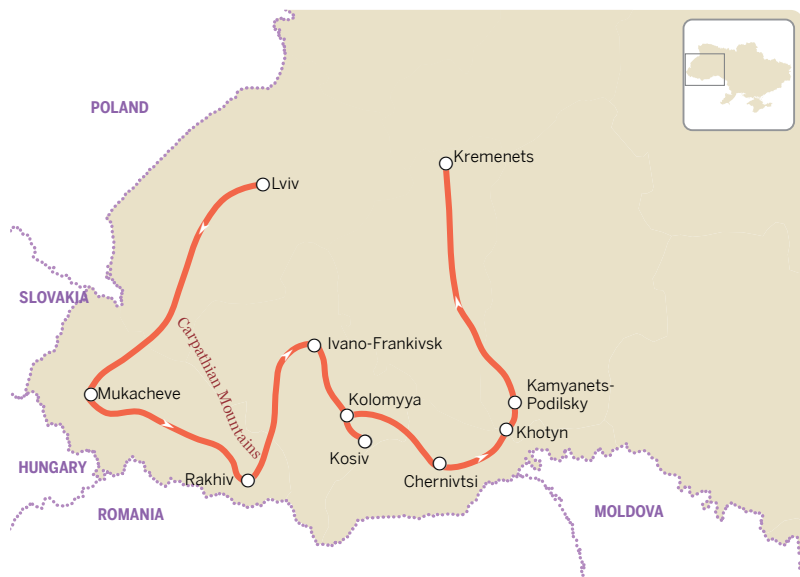 POLAND
Kremenets
Lviv
SLOVAKIA
Carpathian Mountains
Ivano-Frankivsk
Mukacheve
Kolomyya
Kamyanets-
Podilsky
Khotyn
Kosiv
HUNGARY
Rakhiv
Chernivtsi
ROMANIA
MOLDOVA